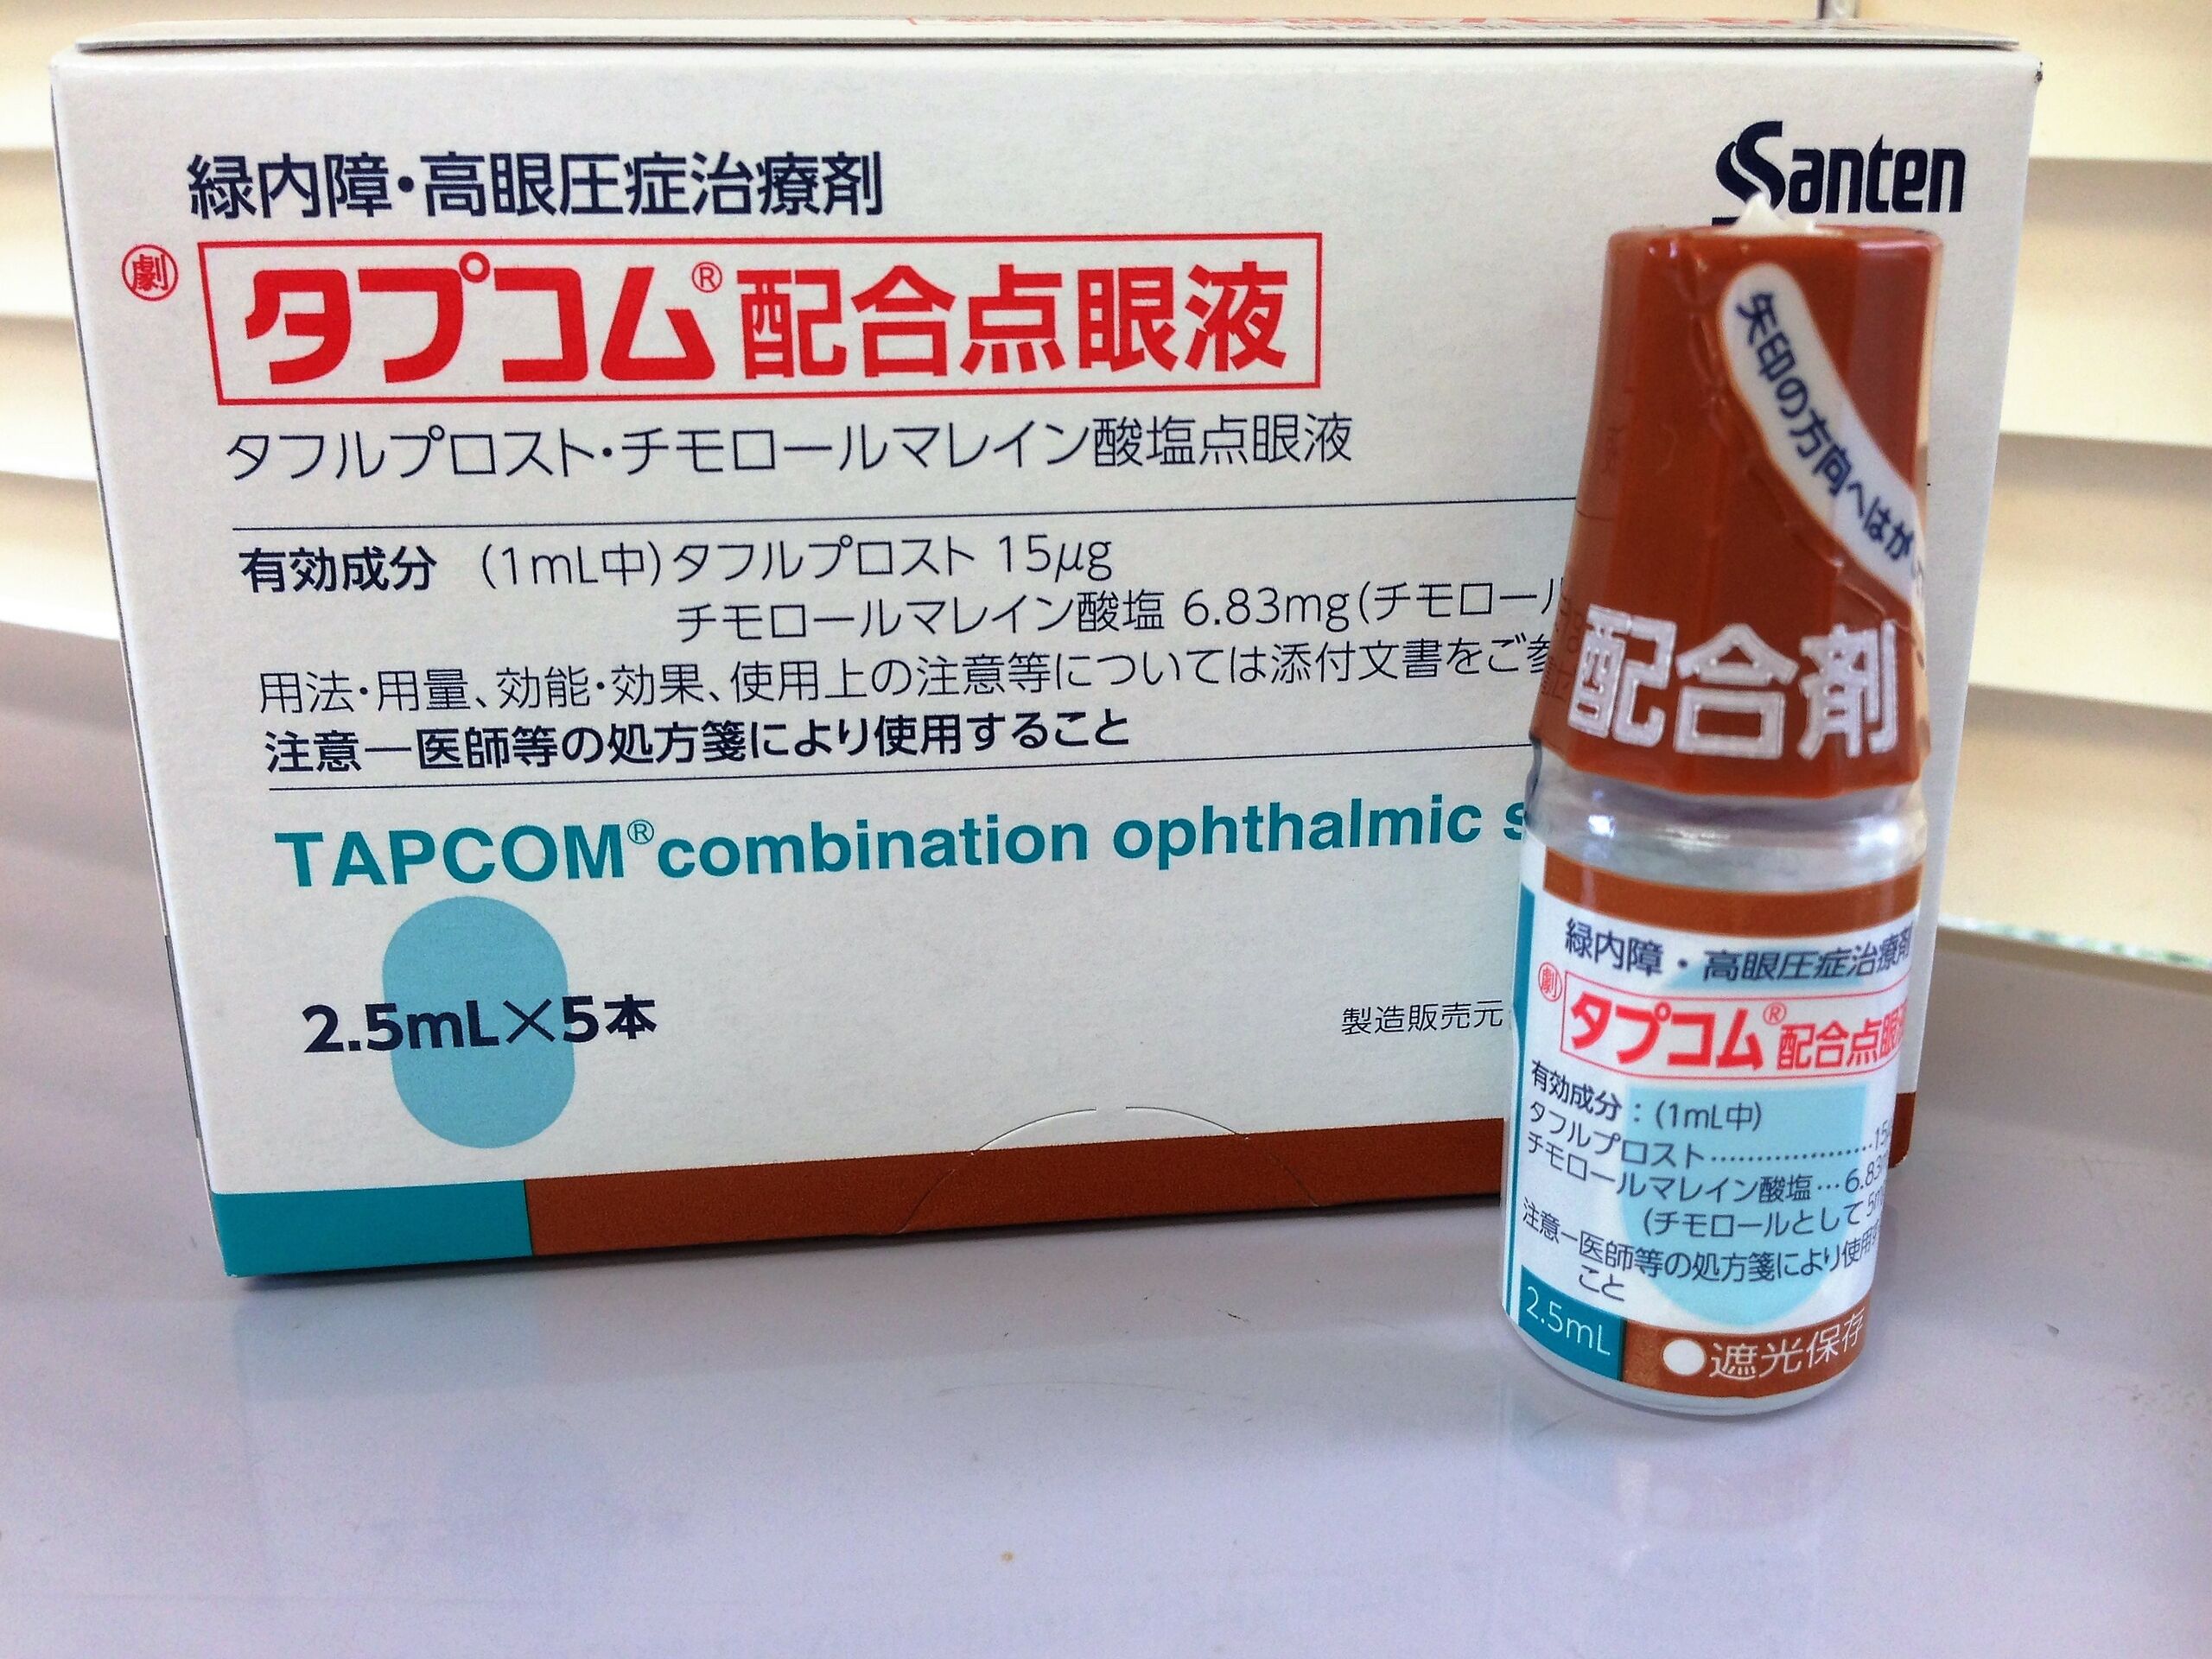 緑内障・高眼圧症治療剤
Santen
劇
タプコム®配合点眼液
タフルプロスト・チモロールマレイン酸塩点眼液
有効成分 (1mL中)タフルプロスト 15μg
チモロールマレイン酸塩 6.83mg(チモロール
用法・用量、効能・効果、使用上の注意等については添付文書をご参
注意―医師等の処方箋により使用すること
TAPCOM®combination ophthalmic s
2.5mL×5本
製造販売元
矢印の方向へはが
配合剤
緑内障・高眼圧症治療剤
劇
タプコム®配合点眼液
有効成分:(1mL中)
タフルプロスト…………………15μ
チモロールマレイン酸塩…6.83
(チモロールとして5m
注意―医師等の処方箋により使用す
こと
2.5mL
●遮光保存